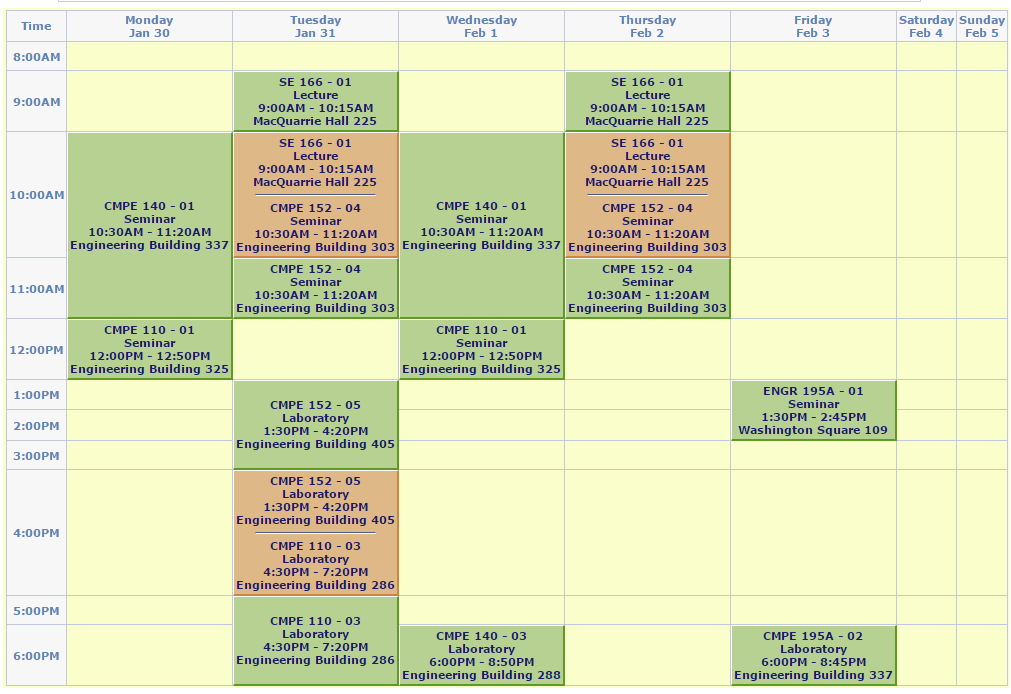 Time
Monday
Jan 30
Tuesday
Jan 31
Wednesday
Feb 1
Thursday
Feb 2
Friday
Feb 3
Saturday
Feb 4
Sunday
Feb 5
8:00AM
9:00AM
SE 166 - 01
Lecture
9:00AM - 10:15AM
MacQuarrie Hall 225
SE 166 - 01
Lecture
9:00AM - 10:15AM
MacQuarrie Hall 225
10:00AM
CMPE 140 - 01
Seminar
10:30AM - 11:20AM
Engineering Building 337
SE 166 - 01
Lecture
9:00AM - 10:15AM
MacQuarrie Hall 225
CMPE 152 - 04
Seminar
10:30AM - 11:20AM
Engineering Building 303
CMPE 140 - 01
Seminar
10:30AM - 11:20AM
Engineering Building 337
SE 166 - 01
Lecture
9:00AM - 10:15AM
MacQuarrie Hall 225
CMPE 152 - 04
Seminar
10:30AM - 11:20AM
Engineering Building 303
11:00AM
CMPE 152 - 04
Seminar
10:30AM - 11:20AM
Engineering Building 303
CMPE 152 - 04
Seminar
10:30AM - 11:20AM
Engineering Building 303
12:00PM
CMPE 110 - 01
Seminar
12:00PM - 12:50PM
Engineering Building 325
CMPE 110 - 01
Seminar
12:00PM - 12:50PM
Engineering Building 325
1:00PM
CMPE 152 - 05
Laboratory
1:30PM - 4:20PM
Engineering Building 405
ENGR 195A - 01
Seminar
1:30PM - 2:45PM
Washington Square 109
2:00PM
3:00PM
4:00PM
CMPE 152 - 05
Laboratory
1:30PM - 4:20PM
Engineering Building 405
CMPE 110 - 03
Laboratory
4:30PM - 7:20PM
Engineering Building 286
5:00PM
CMPE 110 - 03
Laboratory
4:30PM - 7:20PM
Engineering Building 286
6:00PM
CMPE 140 - 03
Laboratory
6:00PM - 8:50PM
Engineering Building 288
CMPE 195A - 02
Laboratory
6:00PM - 8:45PM
Engineering Building 337